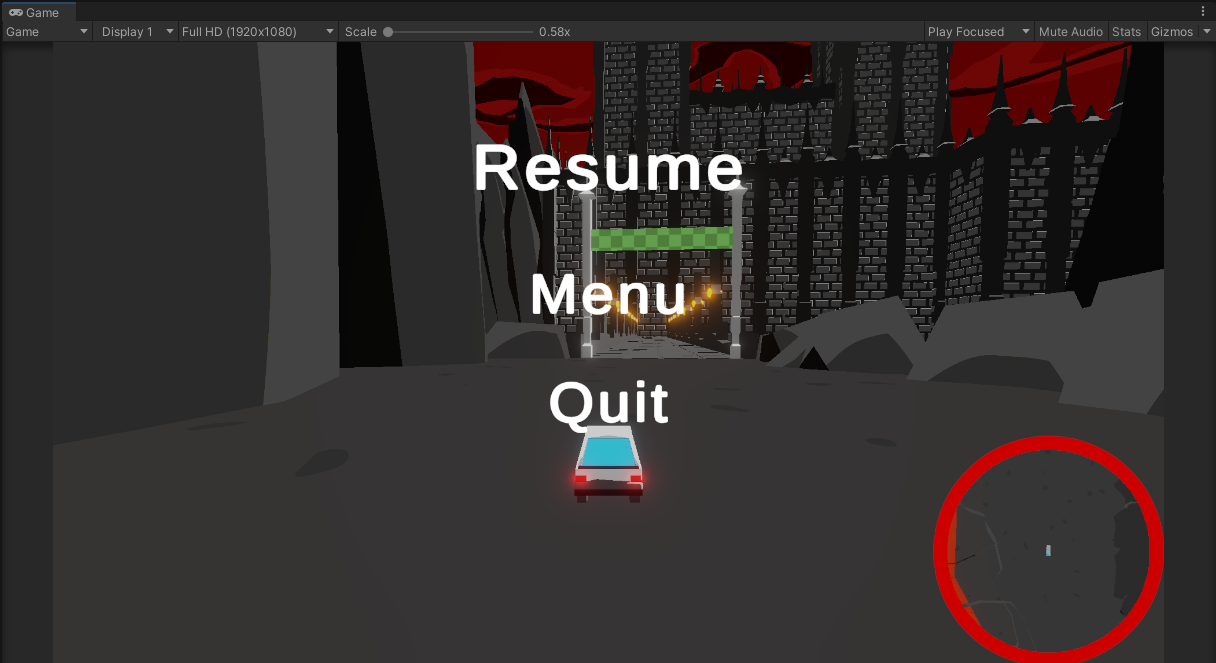 Game
Game Display 1 Full HD (1920x1080) Scale 0.58x Play Focused Mute Audio Stats Gizmos
Resume
Menu
Quit